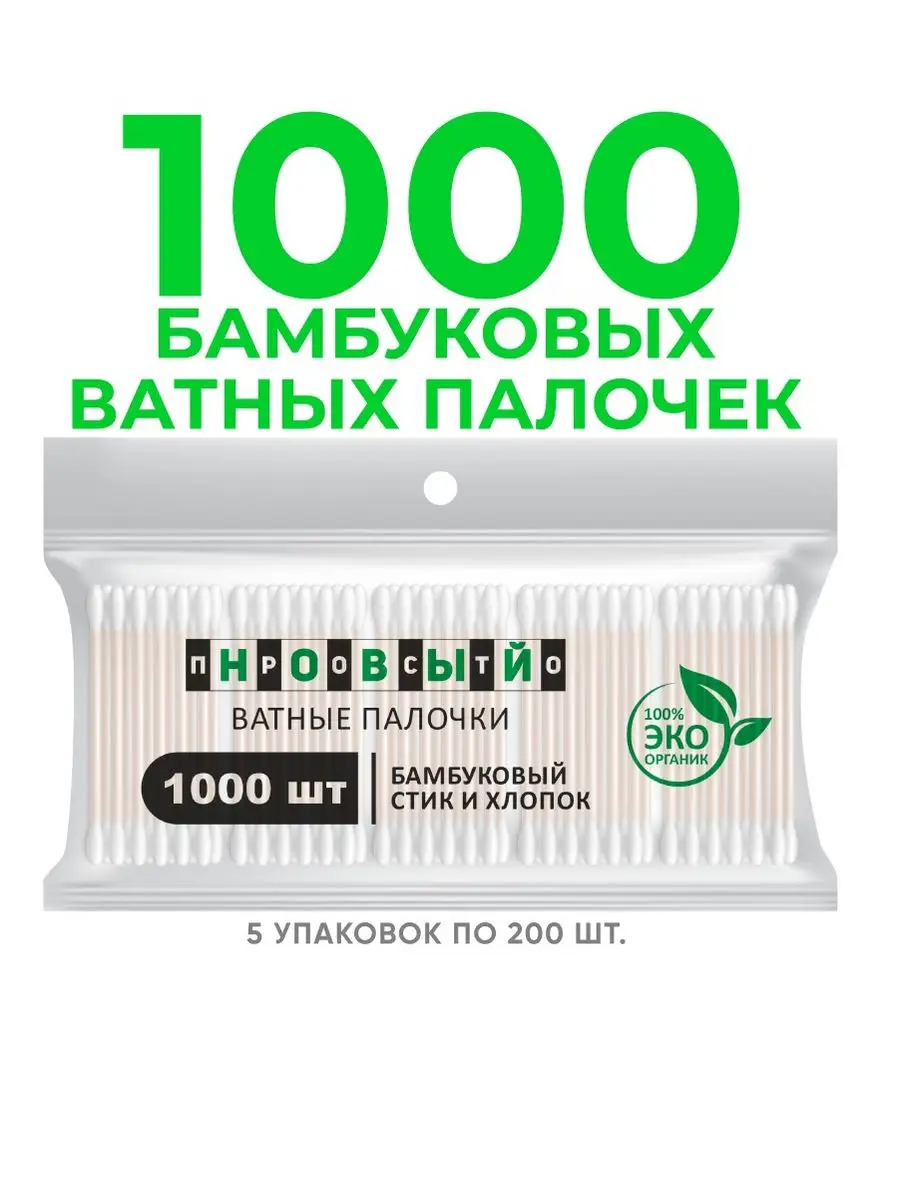 1000
БАМБУКОВЫХ
ВАТНЫХ ПАЛОЧЕК
ПНРООВСЫТЙО
ВАТНЫЕ ПАЛОЧКИ
1000 шт
БАМБУКОВЫЙ
СТИК И ХЛОПОК
100%
ЭКО
ОРГАНИК
5 УПАКОВОК ПО 200 ШТ.